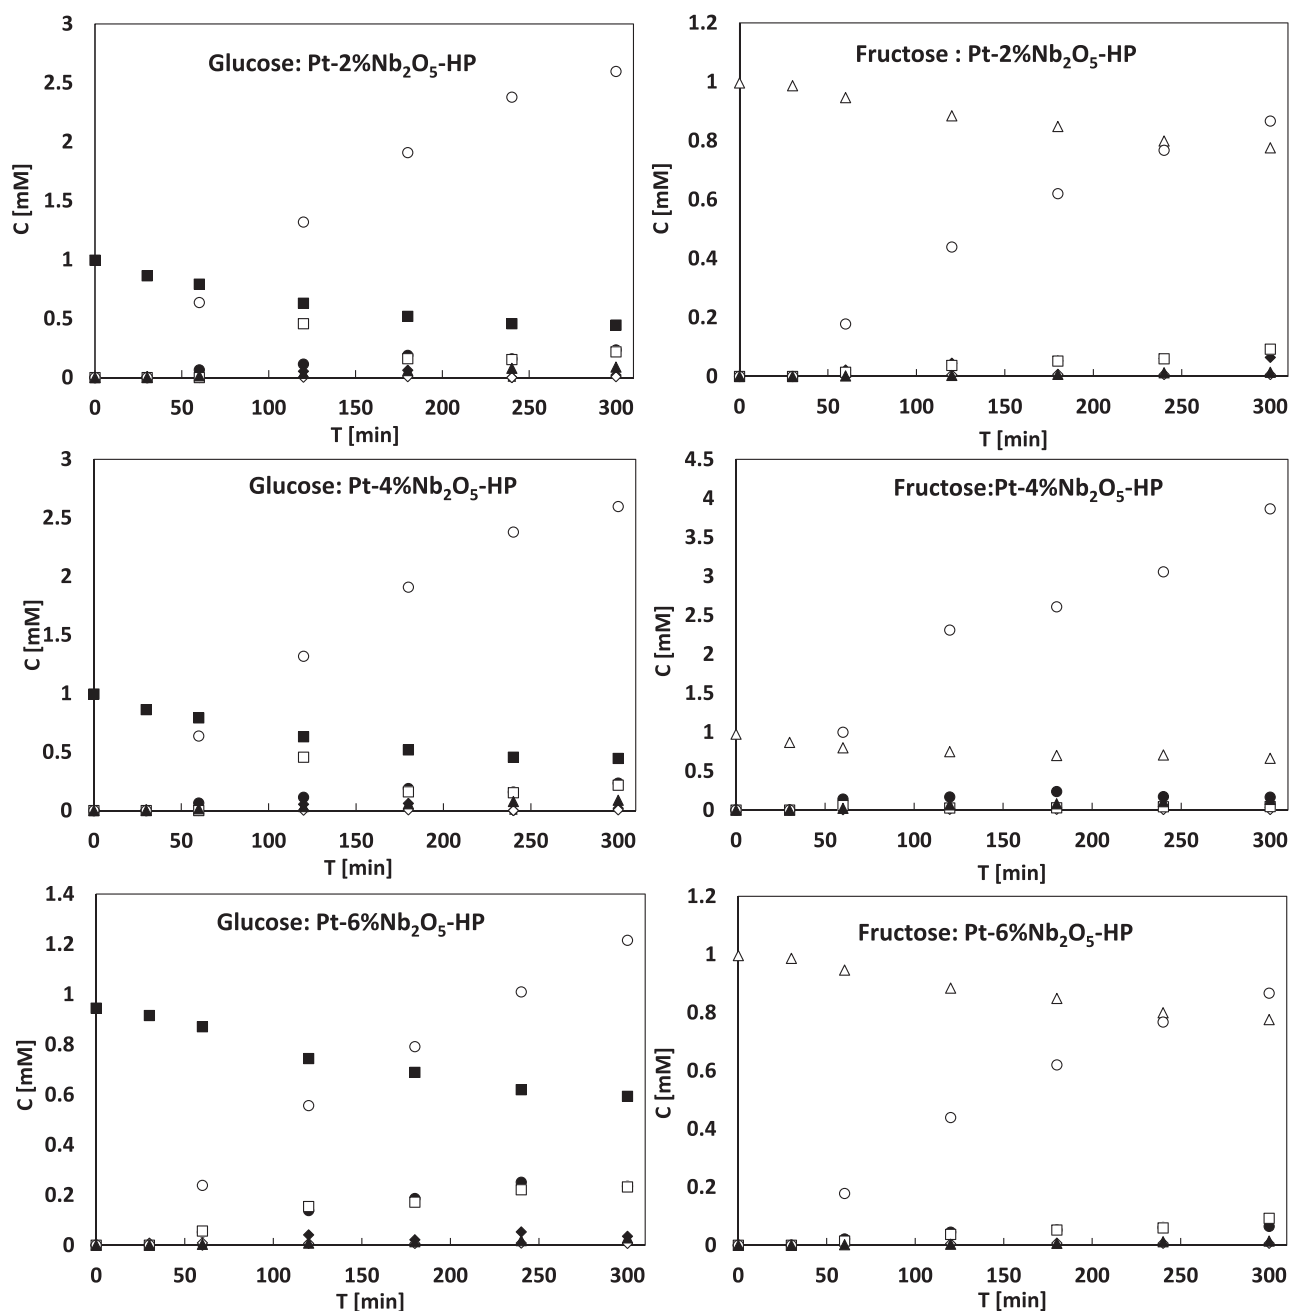 Glucose: Pt-2%Nb₂O₅-HP
C [mM]
3
2.5
2
1.5
1
0.5
0
0 50 100 150 200 250 300
T [min]
Fructose : Pt-2%Nb₂O₅-HP
C [mM]
1.2
1
0.8
0.6
0.4
0.2
0
0 50 100 150 200 250 300
T [min]
Glucose: Pt-4%Nb₂O₅-HP
C [mM]
3
2.5
2
1.5
1
0.5
0
0 50 100 150 200 250 300
T [min]
Fructose:Pt-4%Nb₂O₅-HP
C [mM]
4.5
4
3.5
3
2.5
2
1.5
1
0.5
0
0 50 100 150 200 250 300
T [min]
Glucose: Pt-6%Nb₂O₅-HP
C [mM]
1.4
1.2
1
0.8
0.6
0.4
0.2
0
0 50 100 150 200 250 300
T [min]
Fructose: Pt-6%Nb₂O₅-HP
C [mM]
1.2
1
0.8
0.6
0.4
0.2
0
0 50 100 150 200 250 300
T [min]